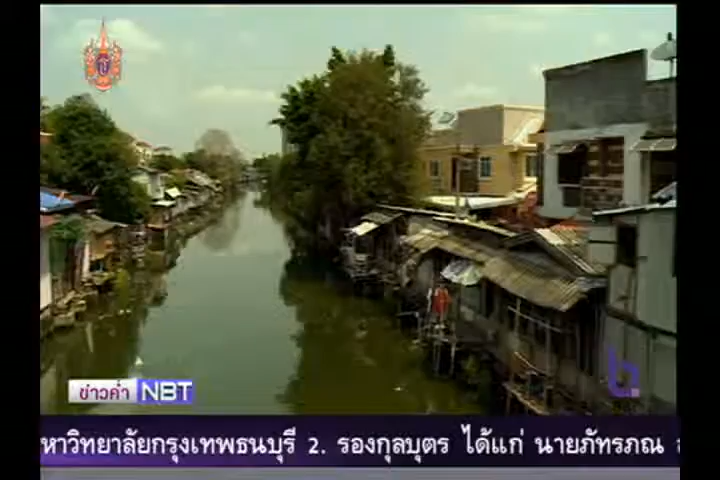 ข่าวค่ำ NBT
หาวิทยาลัยกรุงเทพธนบุรี 2. รองกุลบุตร ได้แก่ นายภัทรภณ